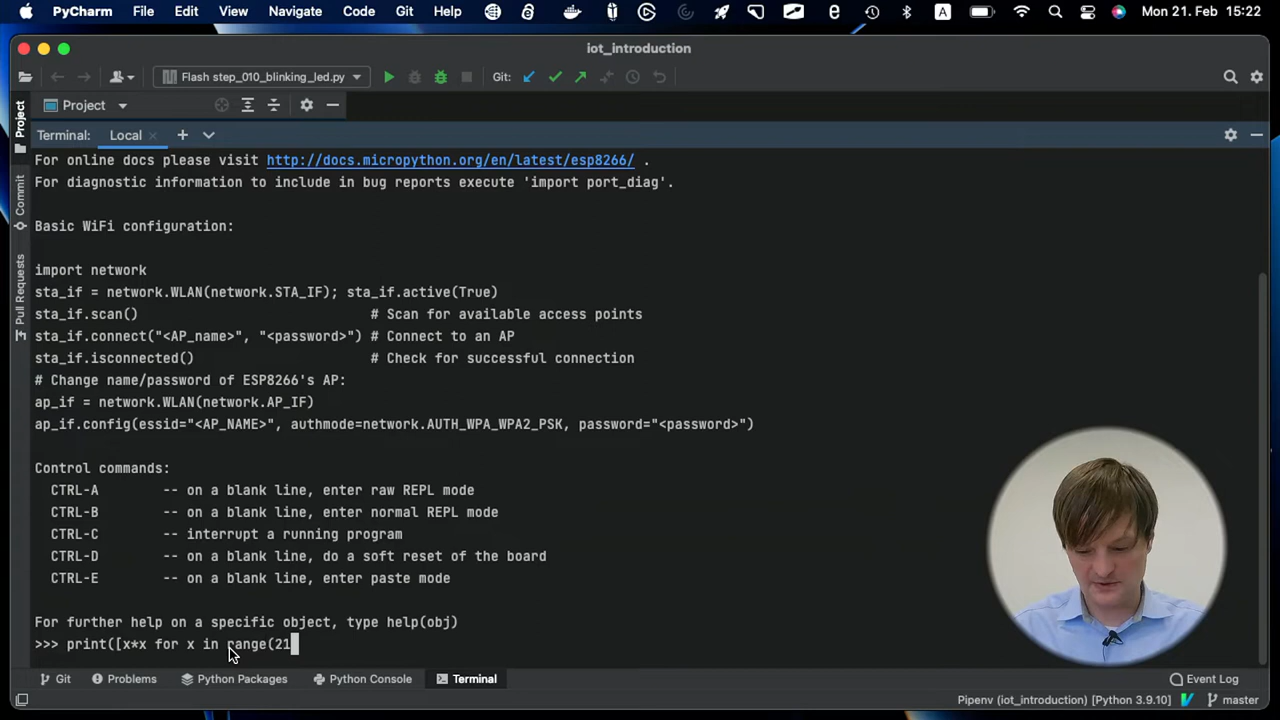 PyCharm File Edit View Navigate Code Git Help A Mon 21. Feb 15:22
iot_introduction
Flash step_010_blinking_led.py Git:
Project
Project
Terminal: Local
For online docs please visit http://docs.micropython.org/en/latest/esp8266/ .
For diagnostic information to include in bug reports execute 'import port_diag'.
Commit
Basic WiFi configuration:
Pull Requests
import network
sta_if = network.WLAN(network.STA_IF); sta_if.active(True)
sta_if.scan() # Scan for available access points
sta_if.connect("<AP_name>", "<password>") # Connect to an AP
sta_if.isconnected() # Check for successful connection
# Change name/password of ESP8266's AP:
ap_if = network.WLAN(network.AP_IF)
ap_if.config(essid="<AP_NAME>", authmode=network.AUTH_WPA_WPA2_PSK, password="<password>")
Control commands:
CTRL-A -- on a blank line, enter raw REPL mode
CTRL-B -- on a blank line, enter normal REPL mode
CTRL-C -- interrupt a running program
CTRL-D -- on a blank line, do a soft reset of the board
CTRL-E -- on a blank line, enter paste mode
For further help on a specific object, type help(obj)
>>> print([x*x for x in range(21
Git Problems Python Packages Python Console Terminal Event Log
Pipenv (iot_introduction) [Python 3.9.10] master